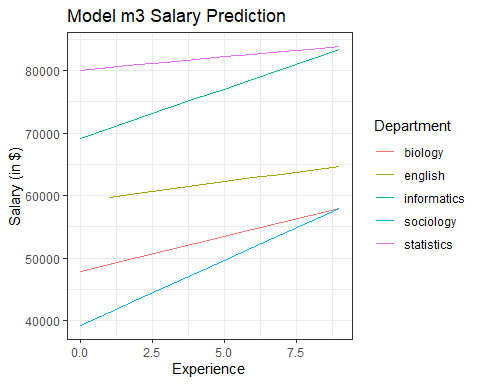 Model m3 Salary Prediction
Salary (in $)
80000
70000
60000
50000
40000
0.0
2.5
5.0
7.5
Experience
Department
biology
english
informatics
sociology
statistics